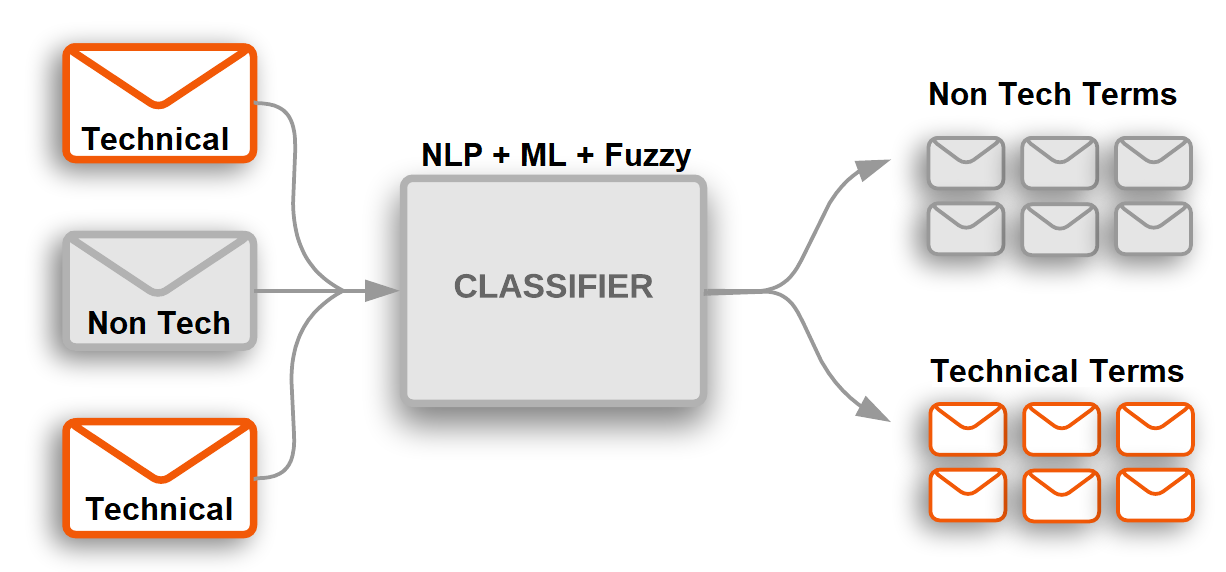 Technical
Non Tech
Technical
NLP + ML + Fuzzy
CLASSIFIER
Non Tech Terms
Technical Terms